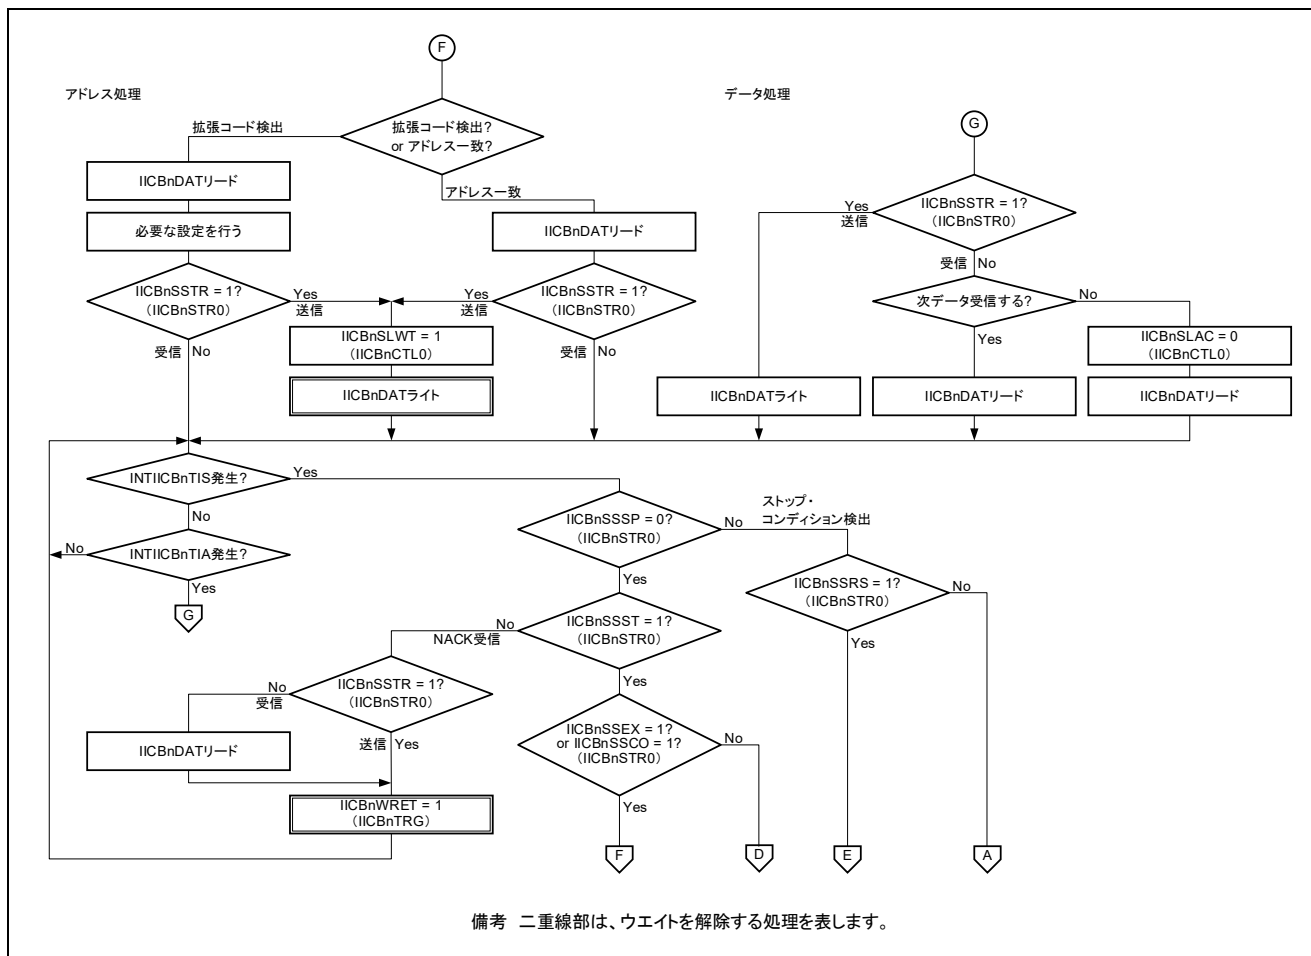 F
アドレス処理
データ処理
拡張コード検出
拡張コード検出?
or アドレス一致?
G
IICBnDATリード
アドレス一致
IICBnSSTR = 1?
(IICBnSTR0)
Yes
送信
必要な設定を行う
IICBnDATリード
受信 No
IICBnSSTR = 1?
(IICBnSTR0)
Yes
送信
Yes
送信
IICBnSSTR = 1?
(IICBnSTR0)
次データ受信する?
No
IICBnSLWT = 1
(IICBnCTL0)
Yes
IICBnSLAC = 0
(IICBnCTL0)
受信 No
受信 No
IICBnDATライト
IICBnDATライト
IICBnDATリード
IICBnDATリード
INTIICBnTIS発生?
Yes
No
ストップ・
コンディション検出
IICBnSSSP = 0?
(IICBnSTR0)
No
No
INTIICBnTIA発生?
Yes
Yes
IICBnSSRS = 1?
(IICBnSTR0)
No
G
No
NACK受信
IICBnSSST = 1?
(IICBnSTR0)
Yes
Yes
No
受信
IICBnSSTR = 1?
(IICBnSTR0)
IICBnSSEX = 1?
or IICBnSSCO = 1?
(IICBnSTR0)
No
IICBnDATリード
送信 Yes
Yes
IICBnWRET = 1
(IICBnTRG)
F
D
E
A
備考 二重線部は、ウエイトを解除する処理を表します。